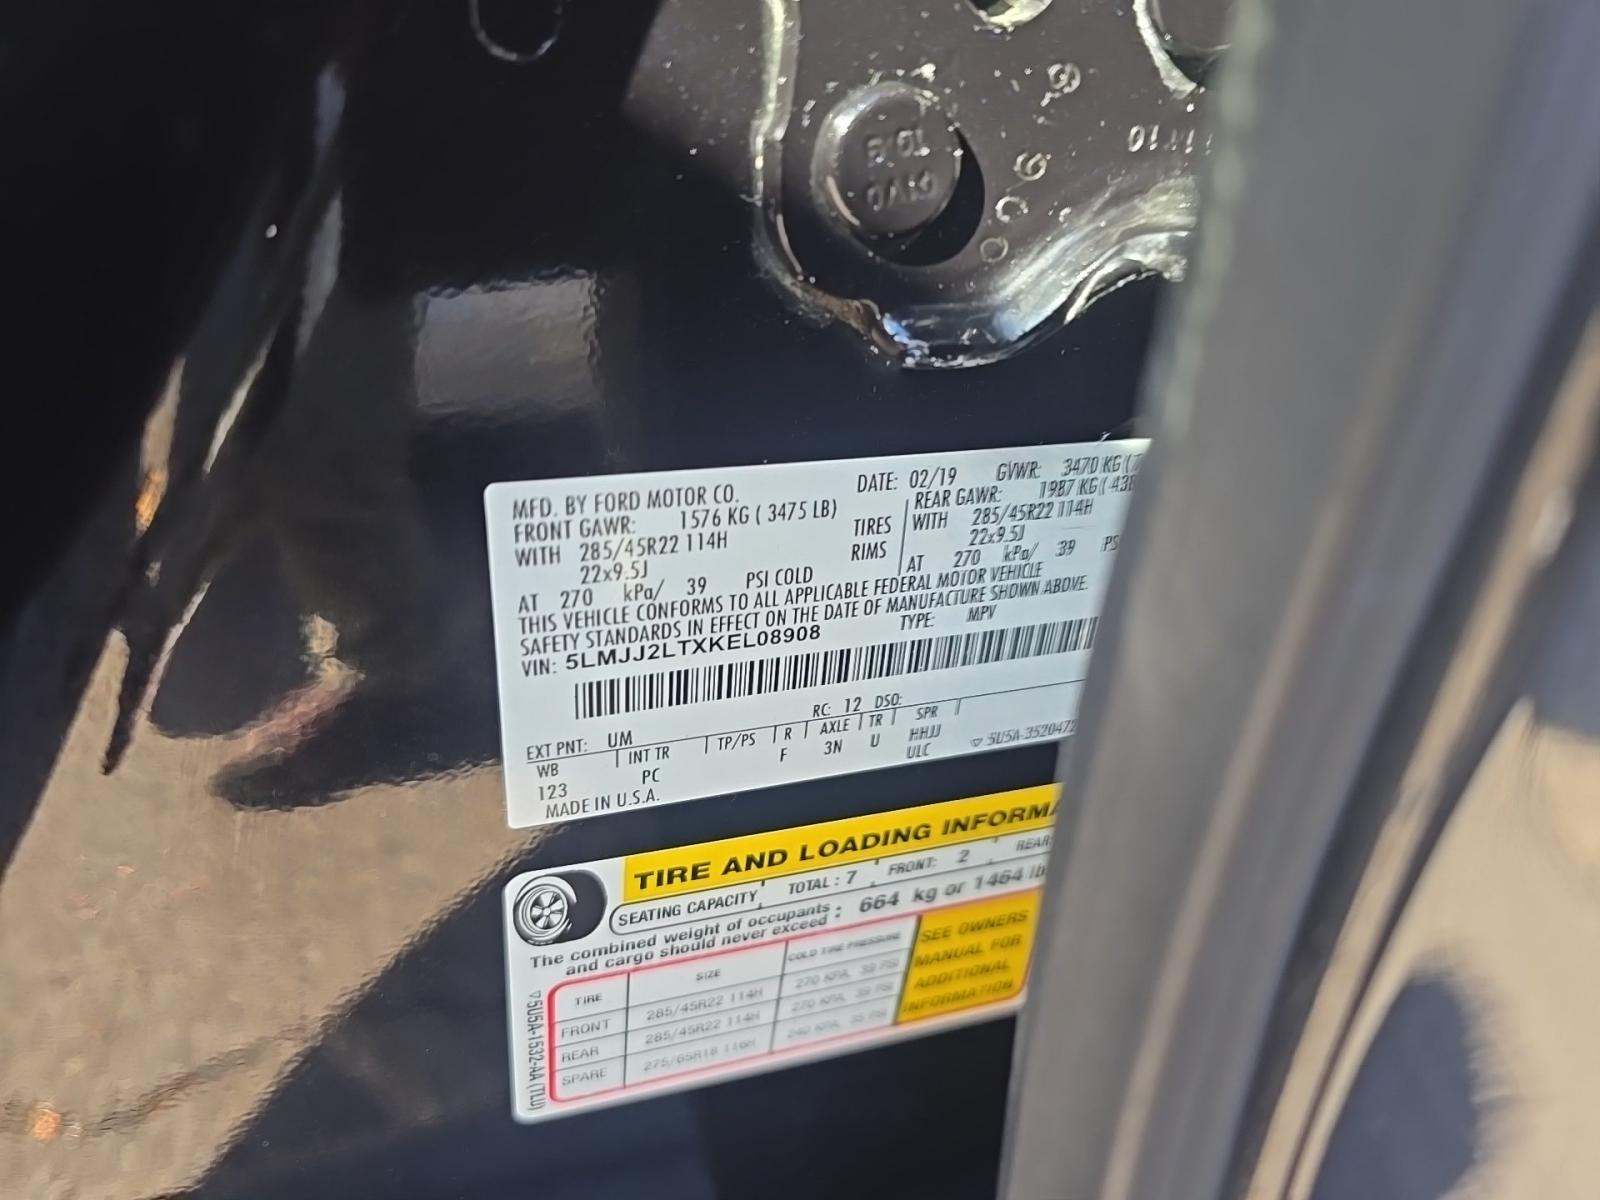 MFD. BY FORD MOTOR CO.
DATE: 02/19 GVWR: 3470 KG
FRONT GAWR: 1576 KG ( 3475 LB) REAR GAWR: 1987 KG
WITH 285/45R22 114H TIRES WITH 285/45R22 114H
22x9.5J RIMS 22x9.5J
AT 270 kPa/ 39 PSI COLD AT 270 kPa/ 39
THIS VEHICLE CONFORMS TO ALL APPLICABLE FEDERAL MOTOR VEHICLE
SAFETY STANDARDS IN EFFECT ON THE DATE OF MANUFACTURE SHOWN ABOVE.
VIN: 5LMJJ2LTXKEL08908 TYPE: MPV
EXT PNT: UM RC: 12 DSO:
WB INT TR TP/PS R AXLE TR SPR
123 PC F 3N U HHJJ
ULC
MADE IN U.S.A.
TIRE AND LOADING
SEATING CAPACITY TOTAL : 7 FRONT: 2 REAR
The combined weight of occupants
and cargo should never exceed : 664 kg or 1464
TIRE SIZE COLD TIRE PRESSURE
FRONT 285/45R22 114H 270 KPA, 39 PSI
REAR 285/45R22 114H 270 KPA, 39 PSI
SPARE
SEE OWNERS
MANUAL FOR
ADDITIONAL
INFORMATION
5U5A-1532-AA (TLU)